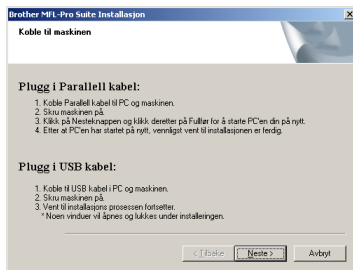 Brother MFL-Pro Suite Installasjon
Koble til maskinen
Plugg i Parallell kabel:
1. Koble Parallell kabel til PC og maskinen.
2. Skru maskinen på.
3. Klikk på Nesteknappen og klikk deretter på Fullfør for å starte PC'en din på nytt.
4. Etter at PC'en har startet på nytt, vennligst vent til installasjonen er ferdig.
Plugg i USB kabel:
1. Koble til USB kabel i PC og maskinen.
2. Skru maskinen på.
3. Vent til installasjons prosessen fortsetter.
* Noen vinduer vil åpnes og lukkes under installeringen.
< Tilbake Neste > Avbryt